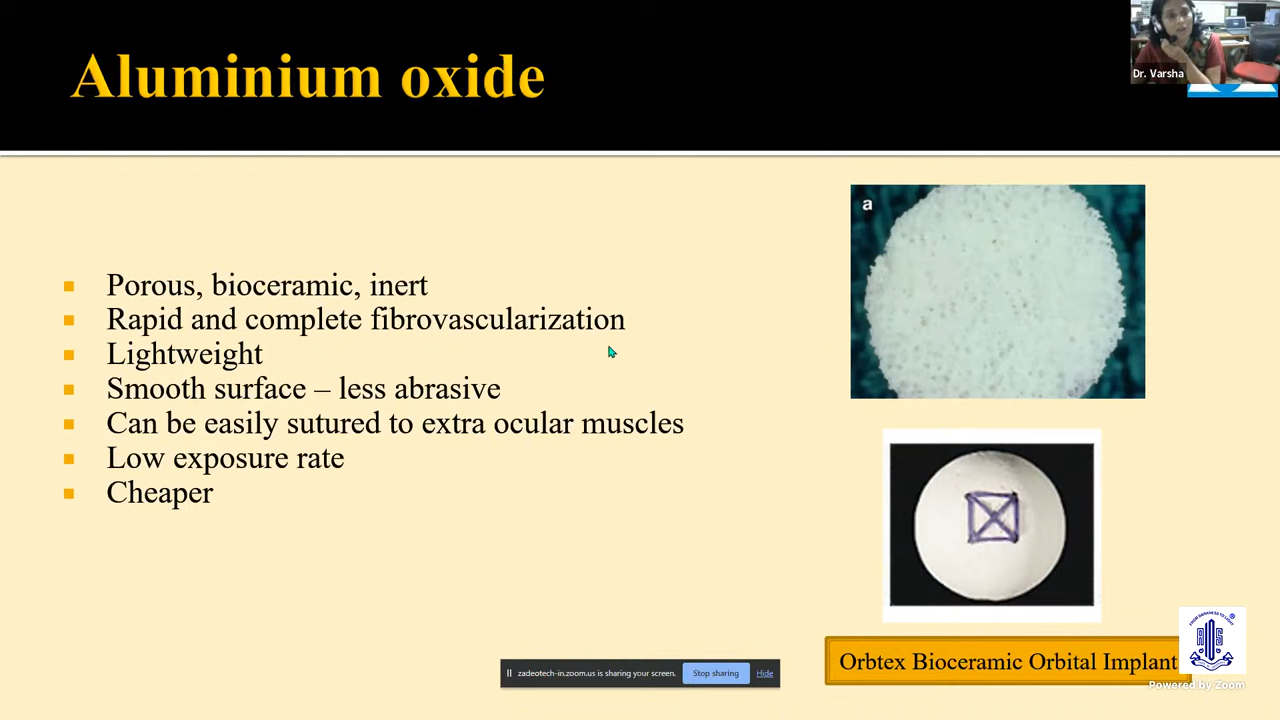 Aluminium oxide
Dr. Varsha
a
Porous, bioceramic, inert
Rapid and complete fibrovascularization
Lightweight
Smooth surface – less abrasive
Can be easily sutured to extra ocular muscles
Low exposure rate
Cheaper
Orbtex Bioceramic Orbital Implant
zadeotech-in.zoom.us is sharing your screen.
Stop sharing
Hide
Powered by Zoom